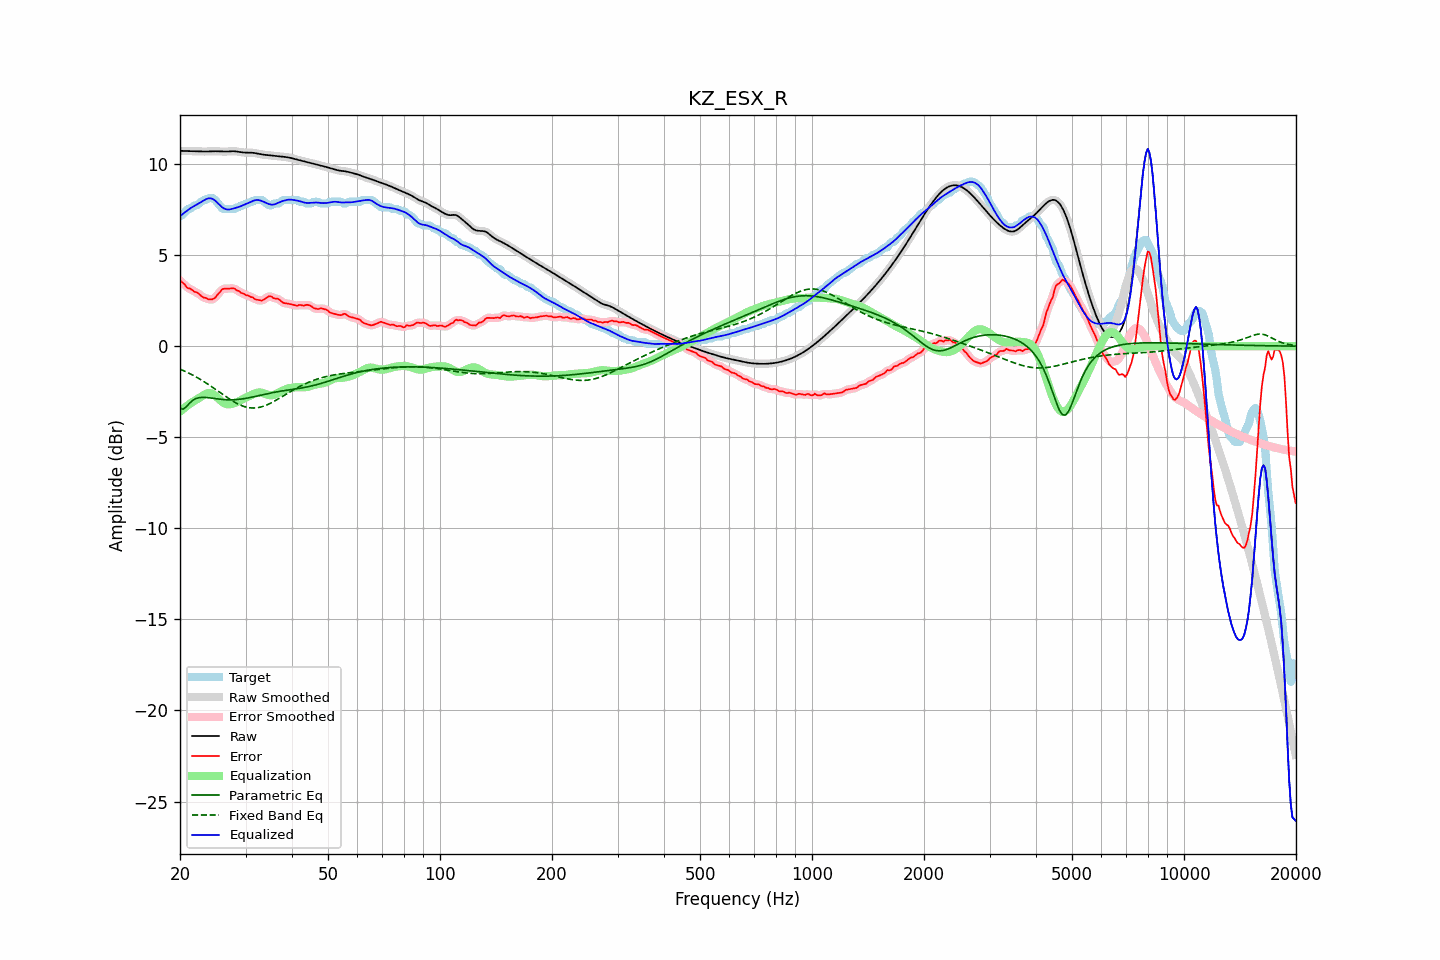 KZ_ESX_R
Amplitude (dBr)
10
5
0
−5
−10
−15
−20
−25
Target
Raw Smoothed
Error Smoothed
Raw
Error
Equalization
Parametric Eq
Fixed Band Eq
Equalized
20 50 100 200 500 1000 2000 5000 10000 20000
Frequency (Hz)